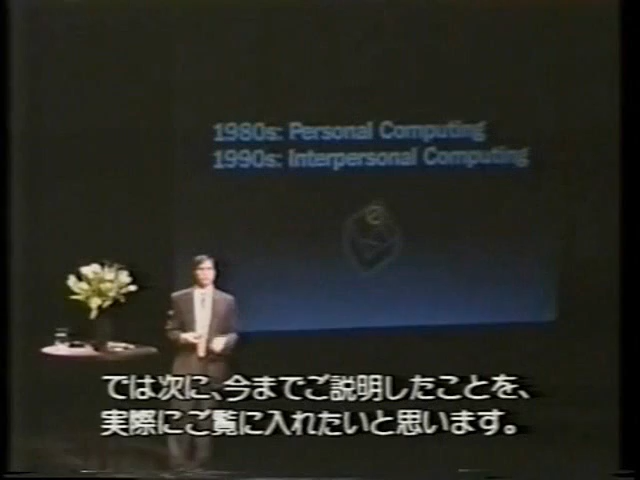 1980s: Personal Computing
1990s: Interpersonal Computing
では次に、今までご説明したことを、
実際にご覧に入れたいと思います。